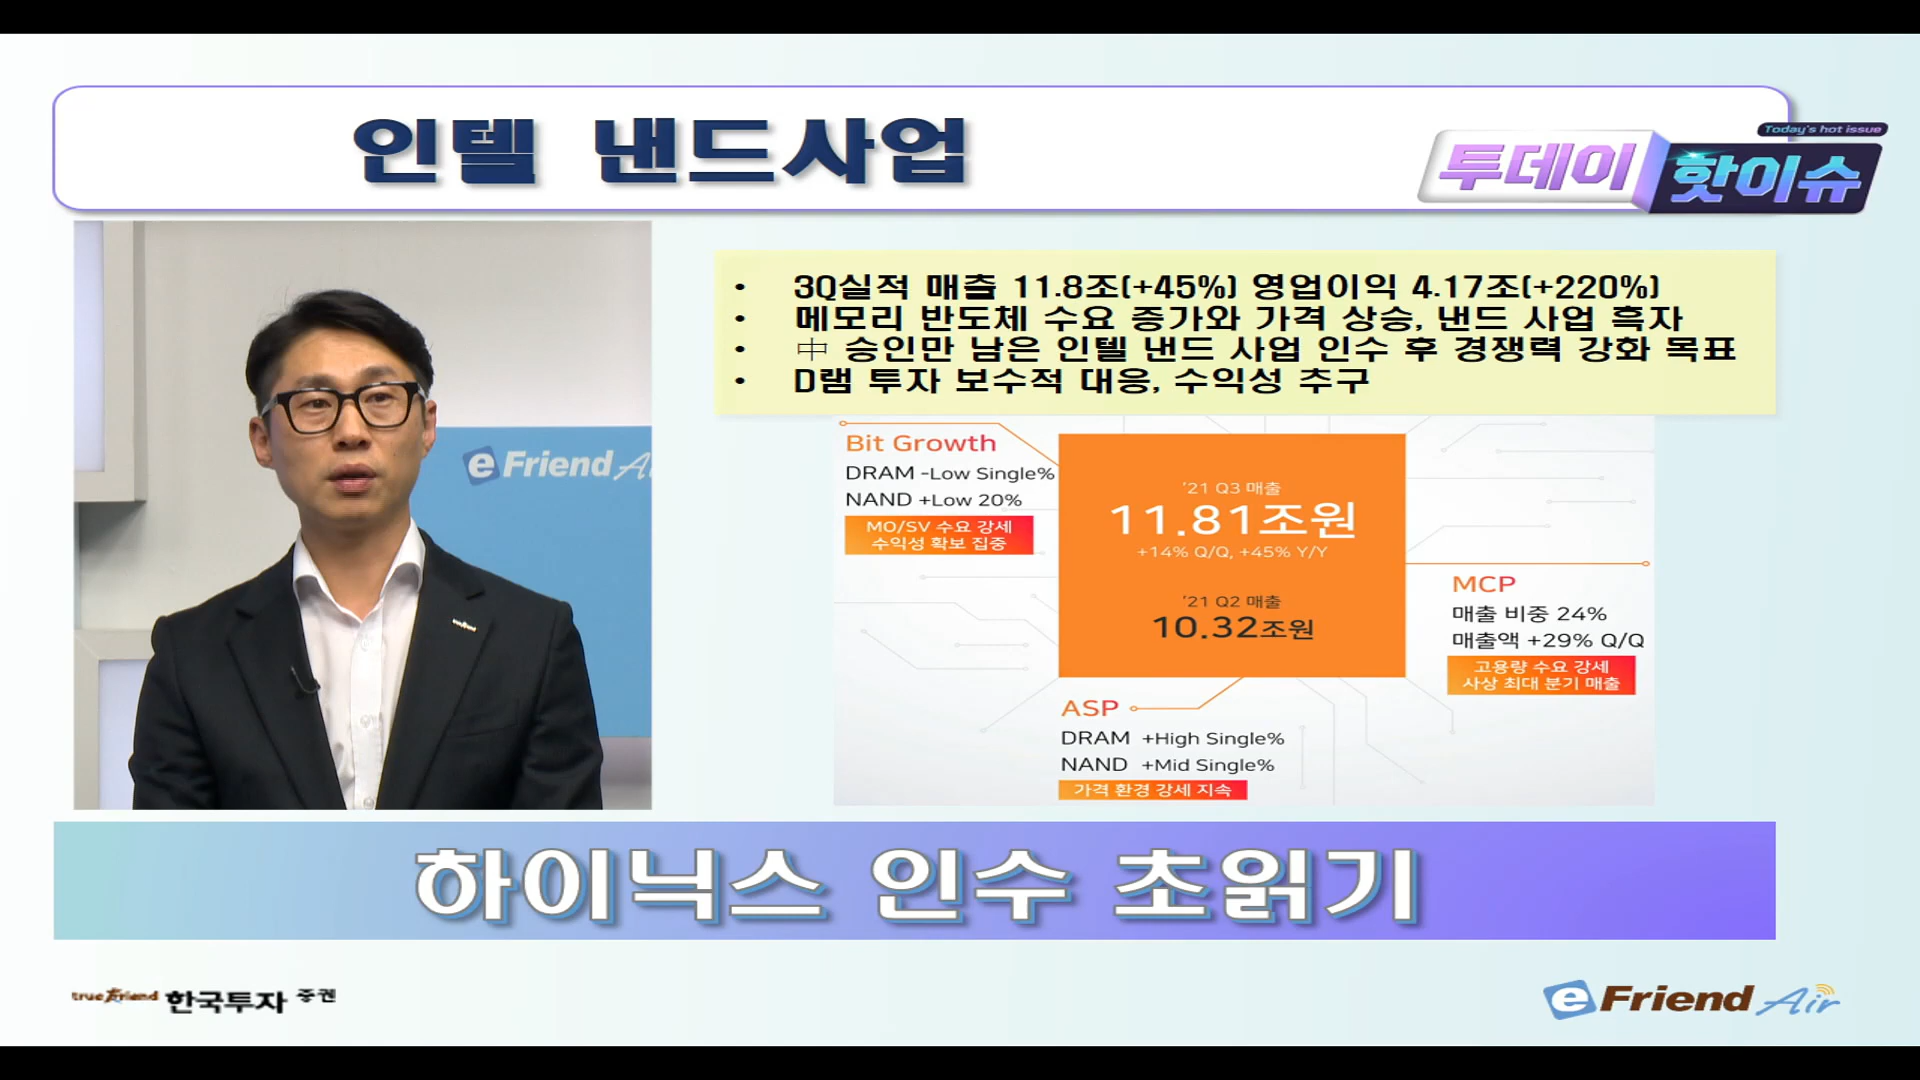 인텔 낸드사업
Today's hot issue
투데이 핫이슈
• 3Q실적 매출 11.8조(+45%) 영업이익 4.17조(+220%)
• 메모리 반도체 수요 증가와 가격 상승, 낸드 사업 흑자
• 中 승인만 남은 인텔 낸드 사업 인수 후 경쟁력 강화 목표
• D램 투자 보수적 대응, 수익성 추구
e Friend Ai
Bit Growth
DRAM -Low Single%
NAND +Low 20%
MO/SV 수요 강세
수익성 확보 집중
'21 Q3 매출
11.81조원
+14% Q/Q, +45% Y/Y
'21 Q2 매출
10.32조원
MCP
매출 비중 24%
매출액 +29% Q/Q
고용량 수요 강세
사상 최대 분기 매출
ASP
DRAM +High Single%
NAND +Mid Single%
가격 환경 강세 지속
하이닉스 인수 초읽기
true Friend 한국투자 증권
e Friend Air